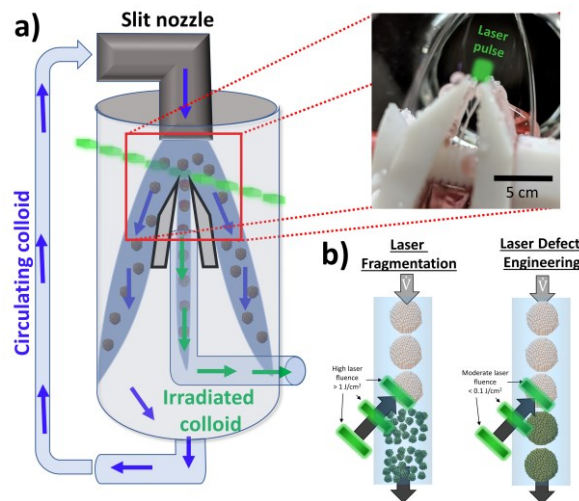 a)
Slit nozzle
Circulating colloid
Irradiated
colloid
Laser
pulse
5 cm
b)
Laser
Fragmentation
V̇
High laser
fluence
> 1 J/cm²
Laser Defect
Engineering
V̇
Moderate laser
fluence
< 0.1 J/cm²